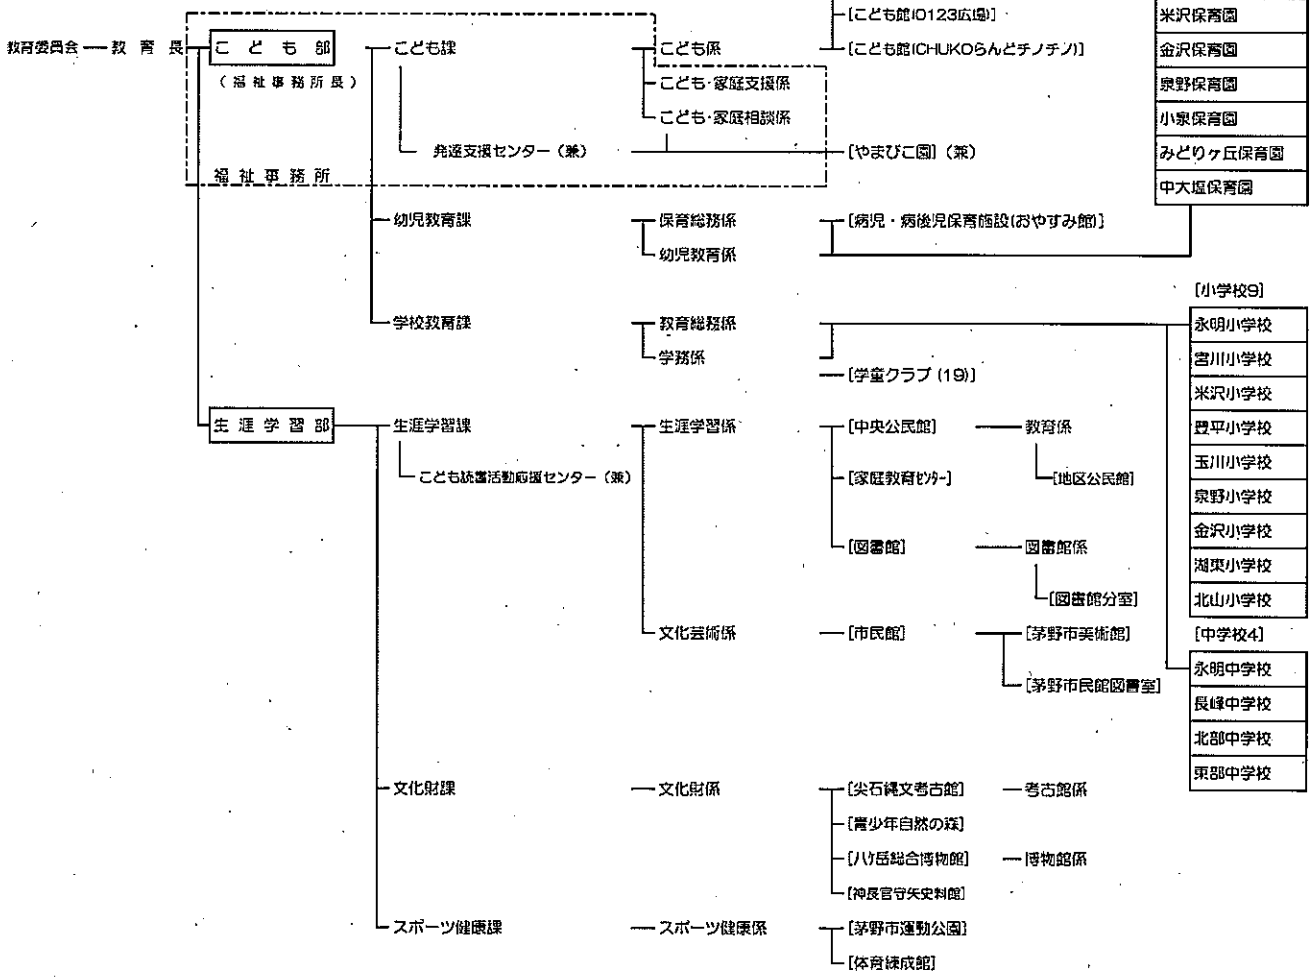 [こども館(0123広場)]
米沢保育園
教育委員会 教育長 こども部 こども課 こども係 [こども館(CHUKOらんどチノチノ)] 金沢保育園
(福祉事務所長) こども・家庭支援係 泉野保育園
こども・家庭相談係 小泉保育園
発達支援センター(兼) [やまびこ園](兼) みどりヶ丘保育園
福祉事務所 中大塩保育園
幼児教育課 保育総務係 [病児・病後児保育施設(おやすみ館)]
幼児教育係
[小学校9]
学校教育課 教育総務係 永明小学校
学務係 宮川小学校
[学童クラブ(19)] 米沢小学校
生涯学習部 生涯学習課 生涯学習係 [中央公民館] 教育係 豊平小学校
こども読書活動応援センター(兼) [家庭教育センター] [地区公民館] 玉川小学校
泉野小学校
金沢小学校
[図書館] 図書館係 湖東小学校
[図書館分室] 北山小学校
文化芸術係 [市民館] [茅野市美術館] [中学校4]
永明中学校
[茅野市民館図書室] 長峰中学校
北部中学校
東部中学校
文化財課 文化財係 [尖石縄文考古館] 考古館係
[青少年自然の森]
[八ヶ岳総合博物館] 博物館係
[神長官守矢史料館]
スポーツ健康課 スポーツ健康係 [茅野市運動公園]
[体育錬成館]